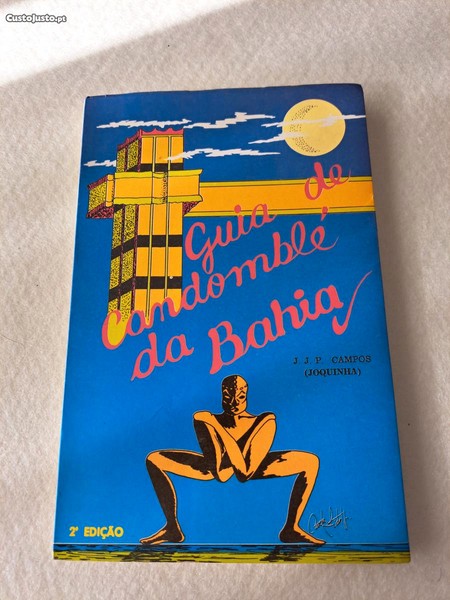 CustoJusto.pt
Guia de
candomblé
da Bahia
J. J. P. CAMPOS
(JOQUINHA)
2ª EDIÇÃO